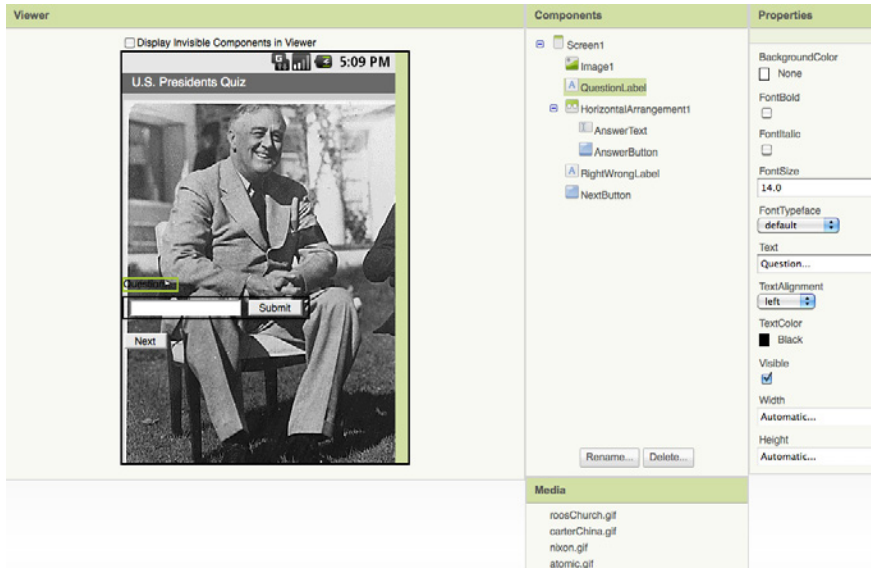 Viewer
Display Invisible Components in Viewer
5:09 PM
U.S. Presidents Quiz
Submit
Next
Components
Screen1
Image1
QuestionLabel
HorizontalArrangement1
AnswerText
AnswerButton
RightWrongLabel
NextButton
Rename...
Delete...
Media
roosChurch.gif
carterChina.gif
nixon.gif
atomic.gif
Properties
BackgroundColor
None
FontBold
FontItalic
FontSize
14.0
FontTypeface
default
Text
Question...
TextAlignment
left
TextColor
Black
Visible
Width
Automatic...
Height
Automatic...